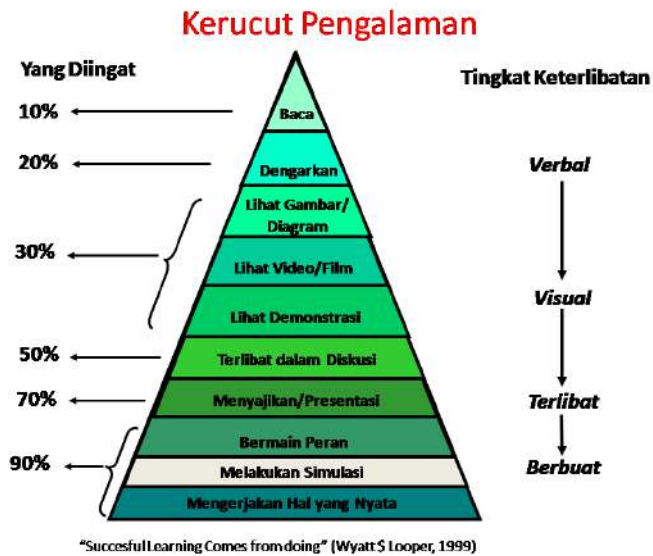 Kerucut Pengalaman
Yang Diingat
Tingkat Keterlibatan
10%
Baca
20%
Dengarkan
Verbal
Lihat Gambar/
Diagram
30%
Lihat Video/Film
Visual
Lihat Demonstrasi
50%
Terlibat dalam Diskusi
70%
Menyajikan/Presentasi
Terlibat
Bermain Peran
90%
Melakukan Simulasi
Berbuat
Mengerjakan Hal yang Nyata
"Succesful Learning Comes from doing" (Wyatt $ Looper, 1999)